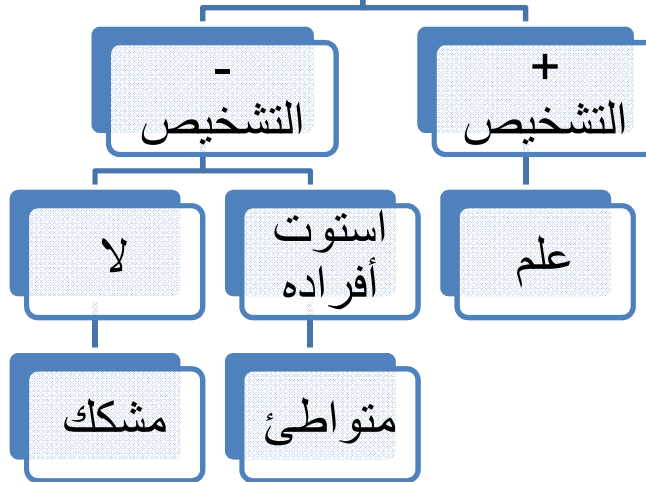 +
التشخيص
-
التشخيص
علم
استوت
أفراده
لا
متواطئ
مشكك